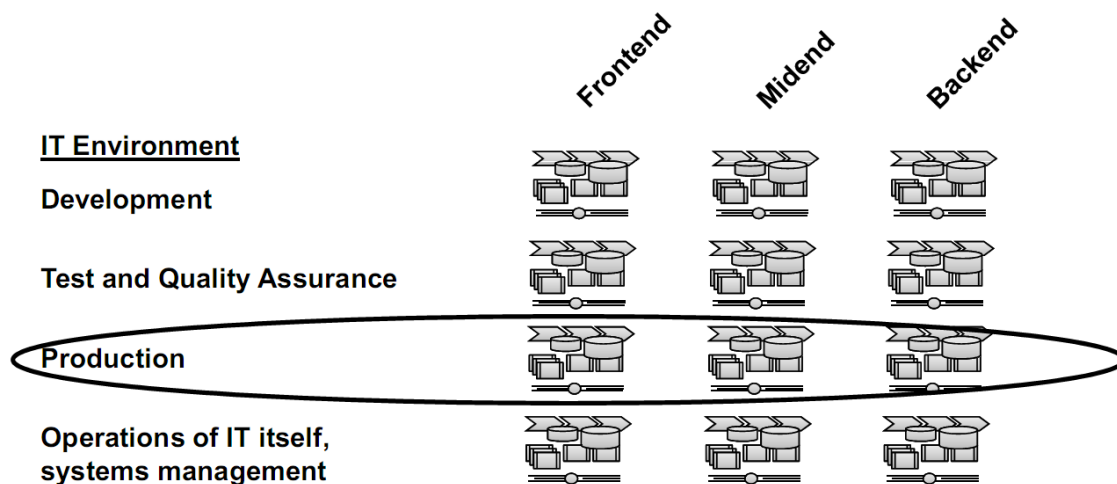 Frontend
Midend
Backend
IT Environment
Development
Test and Quality Assurance
Production
Operations of IT itself,
systems management